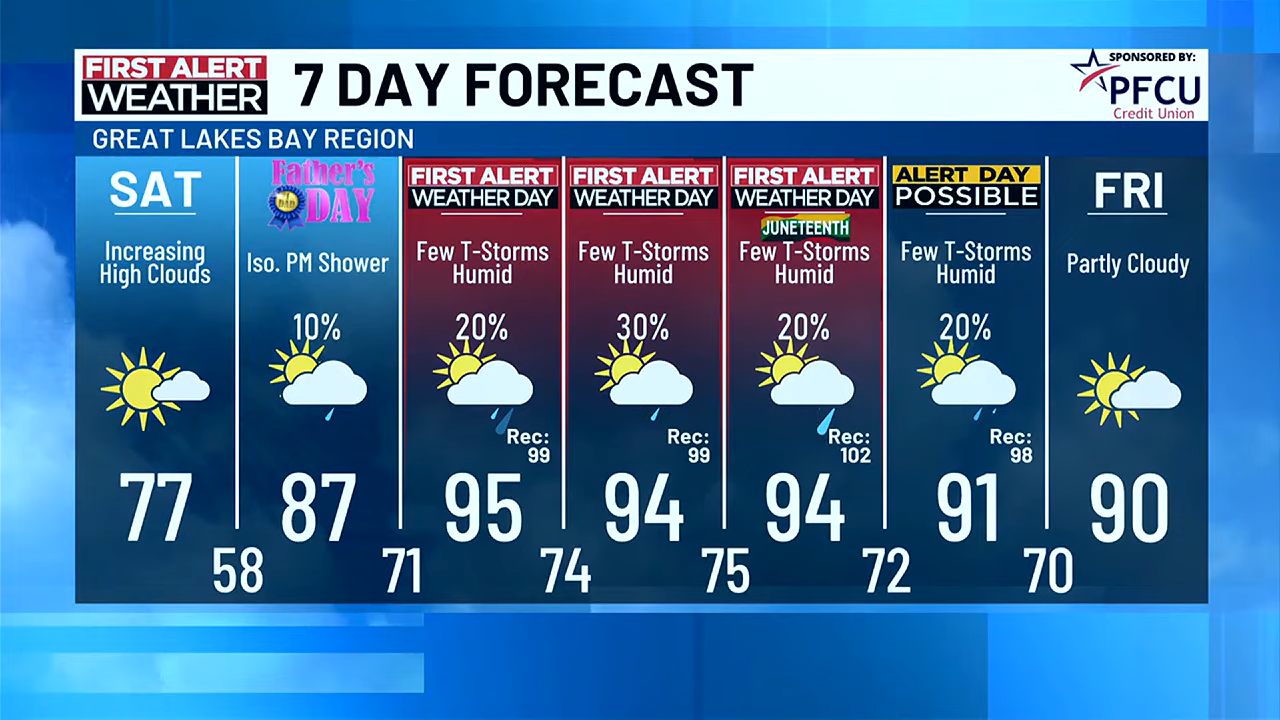 FIRST ALERT
WEATHER
7 DAY FORECAST
SPONSORED BY:
PFCU
Credit Union
GREAT LAKES BAY REGION
SAT
Increasing
High Clouds
77
58
Father's
DAY
#1
DAD
Iso. PM Shower
10%
87
71
FIRST ALERT
WEATHER DAY
Few T-Storms
Humid
20%
Rec:
99
95
74
FIRST ALERT
WEATHER DAY
Few T-Storms
Humid
30%
Rec:
99
94
75
FIRST ALERT
WEATHER DAY
JUNETEENTH
Few T-Storms
Humid
20%
Rec:
102
94
72
ALERT DAY
POSSIBLE
Few T-Storms
Humid
20%
Rec:
98
91
70
FRI
Partly Cloudy
90